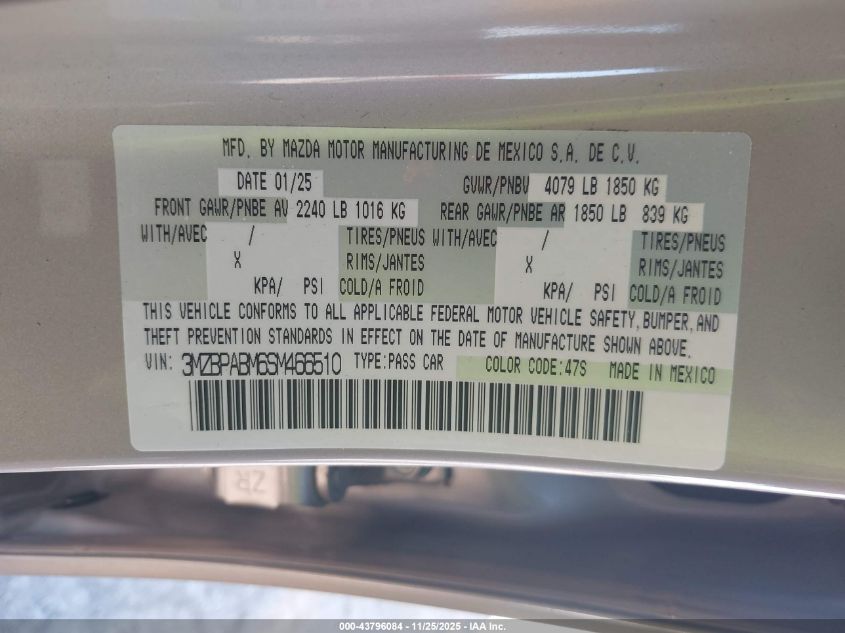 MFD. BY MAZDA MOTOR MANUFACTURING DE MEXICO S.A. DE C.V.
DATE 01/25 GVWR/PNBV 4079 LB 1850 KG
FRONT GAWR/PNBE AV 2240 LB 1016 KG REAR GAWR/PNBE AR 1850 LB 839 KG
WITH/AVEC / TIRES/PNEUS WITH/AVEC / TIRES/PNEUS
X RIMS/JANTES X RIMS/JANTES
KPA/ PSI COLD/A FROID KPA/ PSI COLD/A FROID
THIS VEHICLE CONFORMS TO ALL APPLICABLE FEDERAL MOTOR VEHICLE SAFETY, BUMPER, AND
THEFT PREVENTION STANDARDS IN EFFECT ON THE DATE OF MANUFACTURE SHOWN ABOVE.
VIN: 3MZBPABM6SM466510 TYPE:PASS CAR COLOR CODE:47S MADE IN MEXICO
ZR
000-43796084 - 11/25/2025 - IAA Inc.